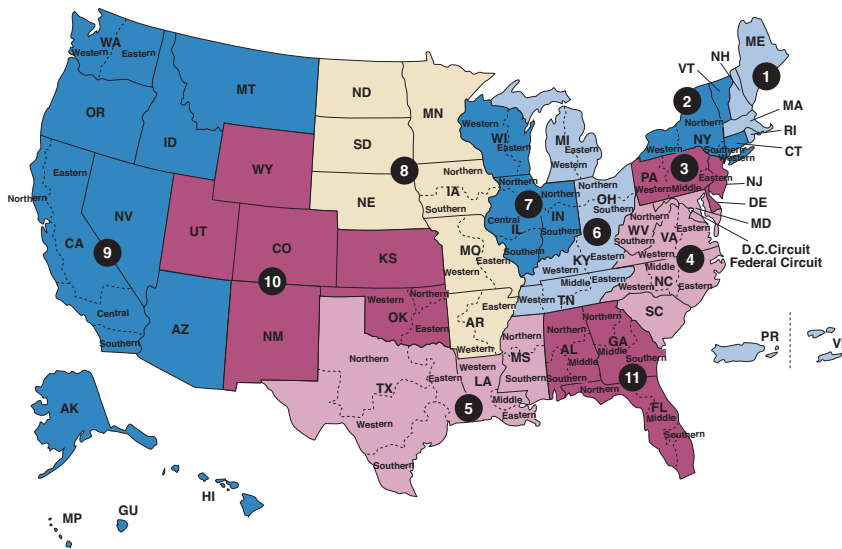 WA
Western Eastern
OR
ID
MT
Northern
Eastern
CA
NV
9
Central
Southern
AZ
WY
UT
CO
10
NM
ND
SD
NE
KS
8
MN
Northern
IA
Southern
MO
Western Eastern
AR
Eastern
Western
Western Northern
OK
Eastern
Northern
TX
Eastern
Western
Southern
Western
LA
Middle
Eastern
5
Northern
MS
Southern
Western
WI
Eastern
MI
Eastern
Western
7
Northern
Central
IL
Southern
Northern
IN
Southern
Northern
OH
Southern
6
KY
Eastern
Western
Middle Eastern
Western
TN
Northern
AL
Middle
Southern
Northern
GA
Middle
Southern
11
Northern
FL
Middle
Southern
ME
NH
VT
1
2
MA
RI
CT
Northern
NY
Western Southern
Western
3
PA
Eastern
Western Middle
NJ
DE
MD
D.C.Circuit
Federal Circuit
Northern
WV
Southern
VA
Eastern
Western
4
Middle
NC
Western Eastern
SC
PR
VI
AK
HI
GU
MP